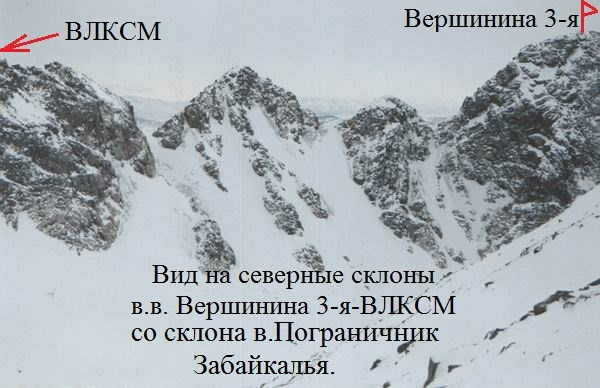 ВЛКСМ
Вершинина 3-я
Вид на северные склоны
в.в. Вершинина 3-я-ВЛКСМ
со склона в.Пограничник
Забайкалья.